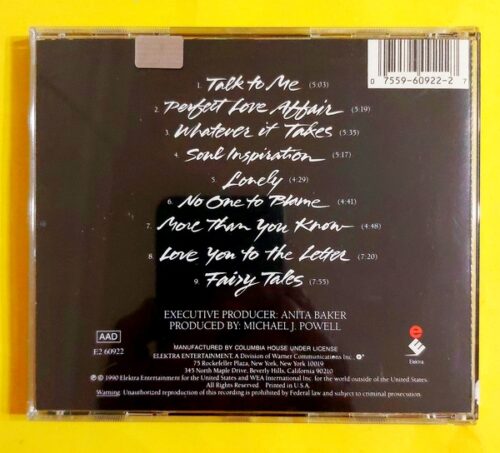 0 7559-60922-2 7
1. Talk to Me (5:03)
2. Perfect Love Affair (5:19)
3. Whatever it Takes (5:35)
4. Soul Inspiration (5:17)
5. Lonely (4:29)
6. No One to Blame (4:41)
7. More Than You Know (4:48)
8. Love You to the Letter (7:20)
9. Fairy Tales (7:55)
EXECUTIVE PRODUCER: ANITA BAKER
PRODUCED BY: MICHAEL J. POWELL
AAD
E2 60922
MANUFACTURED BY COLUMBIA HOUSE UNDER LICENSE
ELEKTRA ENTERTAINMENT, A Division of Warner Communications Inc.
75 Rockefeller Plaza, New York, New York 10019
345 North Maple Drive, Beverly Hills, California 90210
℗ © 1990 Elektra Entertainment for the United States and WEA International Inc. for the world outside of the United States.
All Rights Reserved. Printed in U.S.A.
Warning: Unauthorized reproduction of this recording is prohibited by Federal law and subject to criminal prosecution.
e
Elektra